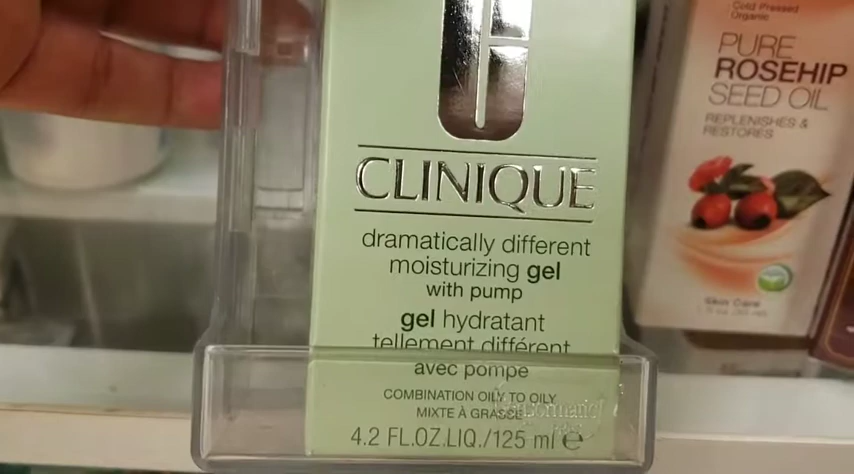 CLINIQUE
dramatically different
moisturizing gel
with pump
gel hydratant
tellement différent
avec pompe
COMBINATION OILY TO OILY
MIXTE À GRASSE
4.2 FL.OZ.LIQ./125 ml e
Cold Pressed
Organic
PURE
ROSEHIP
SEED OIL
REPLENISHES &
RESTORES
Skin Care